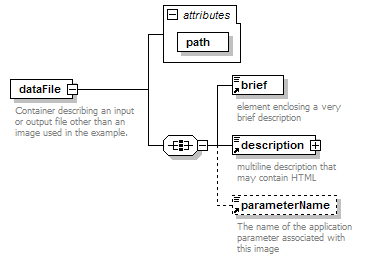 attributes
path
dataFile
Container describing an input
or output file other than an
image used in the example.
brief
element enclosing a very
brief description
description
multiline description that
may contain HTML
parameterName
The name of the application
parameter associated with
this image